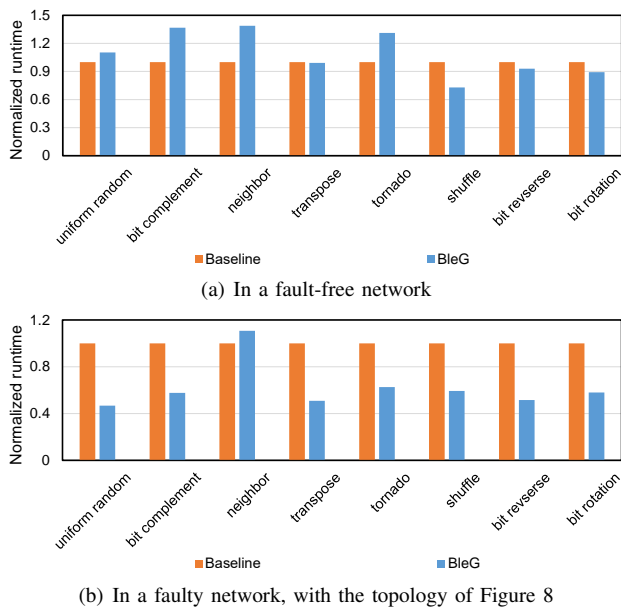 Normalized runtime
1.5
1.2
0.9
0.6
0.3
0
uniform random
bit complement
neighbor
transpose
tornado
shuffle
bit revserse
bit rotation
Baseline BleG
(a) In a fault-free network
Normalized runtime
1.2
0.8
0.4
0
uniform random
bit complement
neighbor
transpose
tornado
shuffle
bit revserse
bit rotation
Baseline BleG
(b) In a faulty network, with the topology of Figure 8